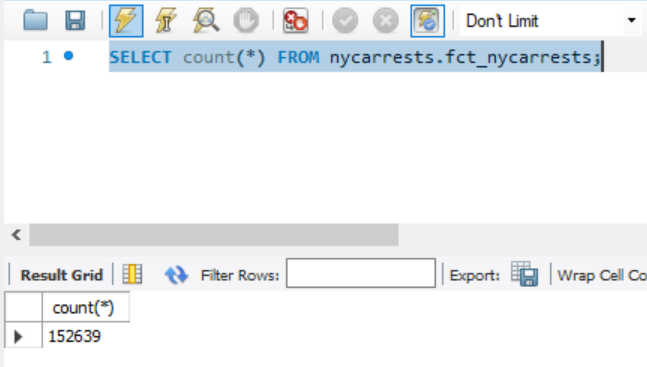 Don't Limit
1 SELECT count(*) FROM nycarrests.fct_nycarrests;
Result Grid Filter Rows: Export: Wrap Cell Co
count(*)
152639